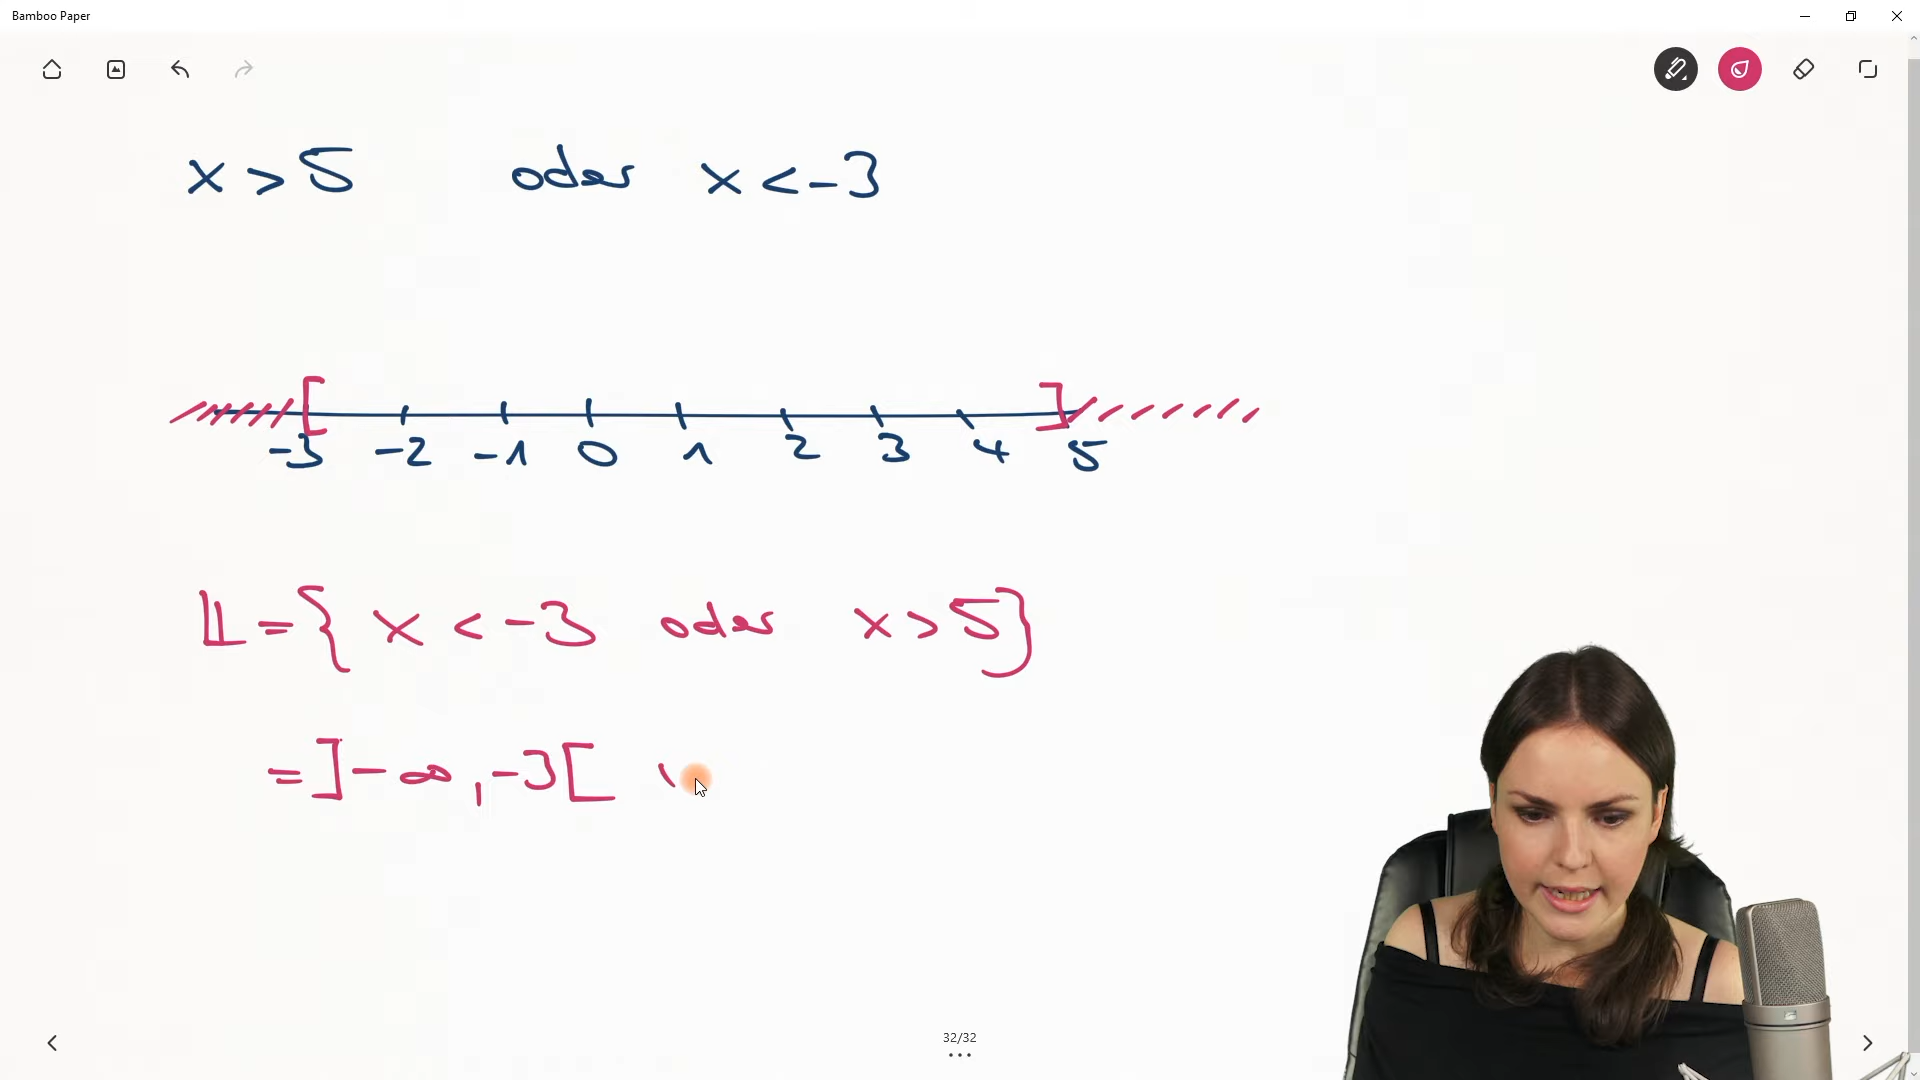 Bamboo Paper
x > 5 oder x < -3
-3 -2 -1 0 1 2 3 4 5
𝕃 = { x < -3 oder x > 5 }
= ] - ∞ , -3 [
32/32